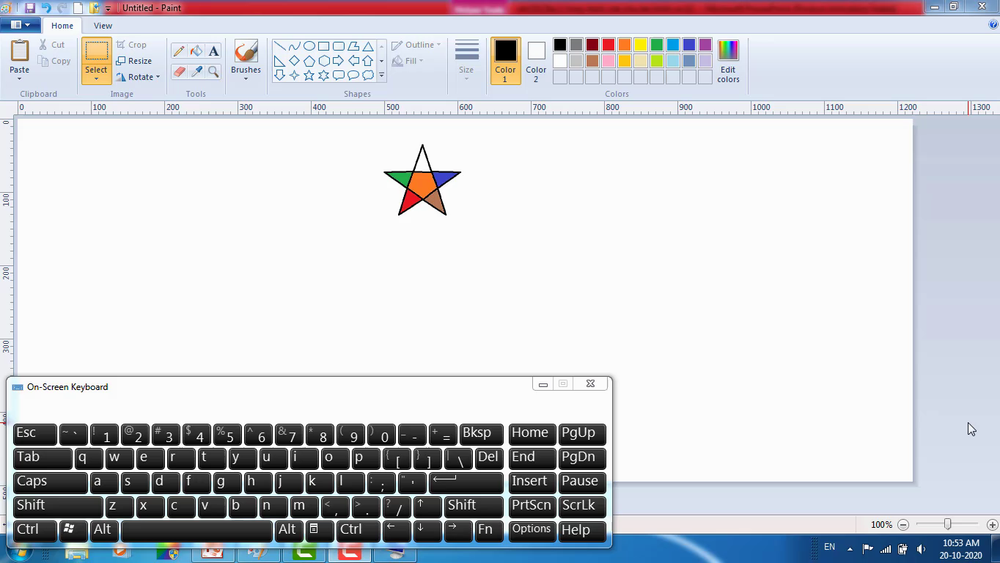 Untitled - Paint
Home View
Paste
Cut
Copy
Clipboard
Select
Crop
Resize
Rotate
Image
A
Tools
Brushes
Shapes
Outline
Fill
Size
Color 1
Color 2
Edit colors
Colors
0 100 200 300 400 500 600 700 800 900 1000 1100 1200 1300
0
100
200
300
On-Screen Keyboard
Esc ~ ` ! 1 @ 2 # 3 $ 4 % 5 ^ 6 & 7 * 8 ( 9 ) 0 _ - + = Bksp Home PgUp
Tab q w e r t y u i o p { [ } ] | \ Del End PgDn
Caps a s d f g h j k l : ; " ' Insert Pause
Shift z x c v b n m < , > . ? / ↑ Shift PrtScn ScrLk
Ctrl Alt Alt Ctrl ← ↓ → Fn Options Help
100%
EN
10:53 AM
20-10-2020